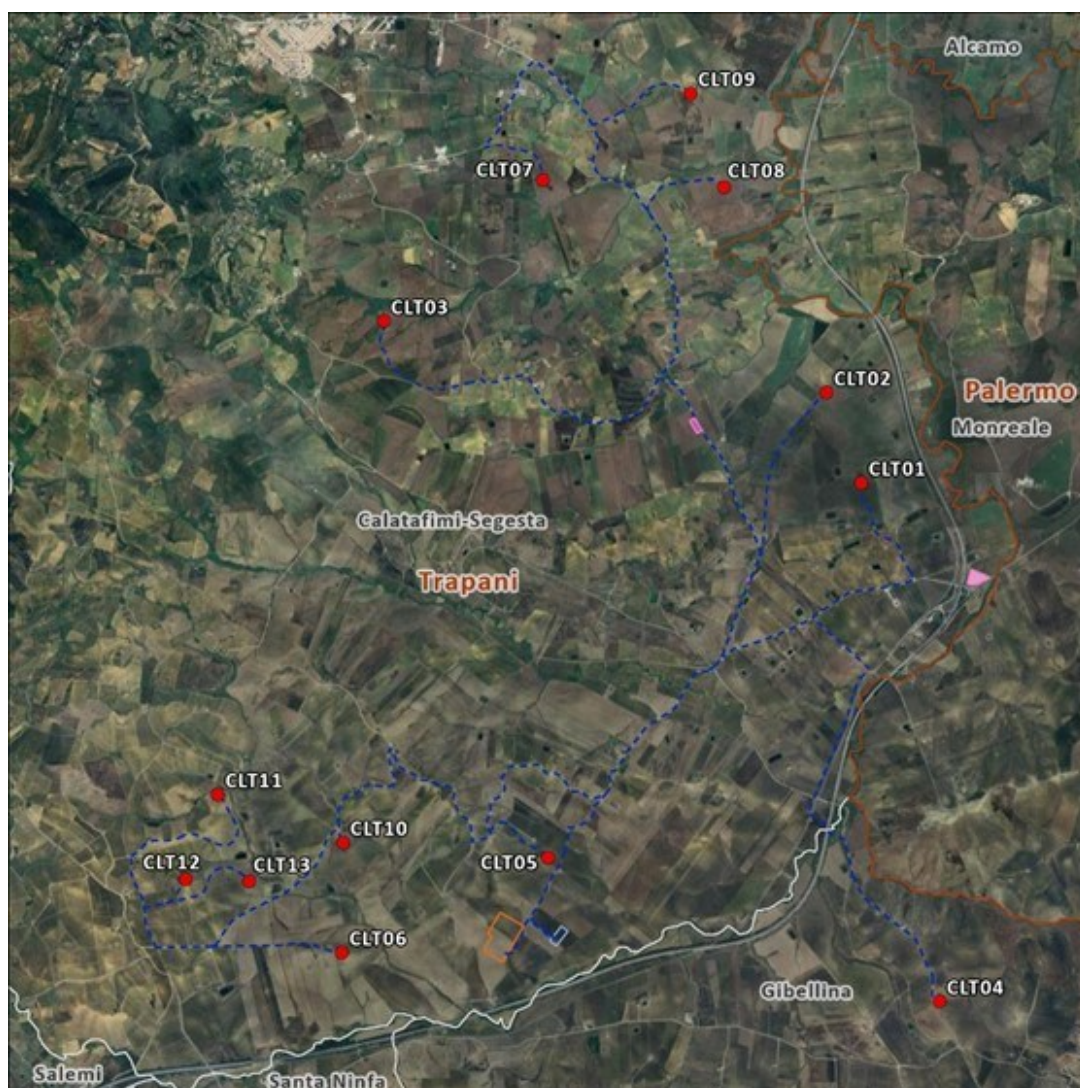 Alcamo
CLT09
CLT07
CLT08
CLT03
CLT02
Palermo
Monreale
CLT01
Calatafimi-Segesta
Trapani
CLT11
CLT10
CLT12
CLT13
CLT05
CLT06
CLT04
Gibellina
Salemi
Santa Ninfa